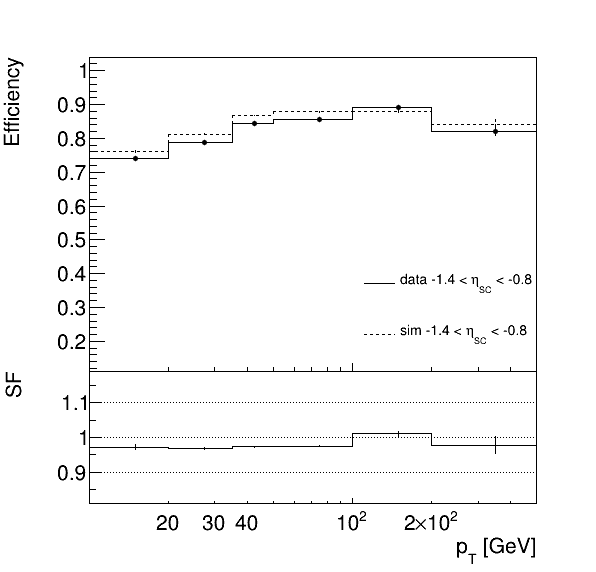 Efficiency
1
0.9
0.8
0.7
0.6
0.5
0.4
0.3
0.2
data -1.4 < η_SC < -0.8
sim -1.4 < η_SC < -0.8
SF
1.1
1
0.9
20 30 40 10² 2×10²
p_T [GeV]